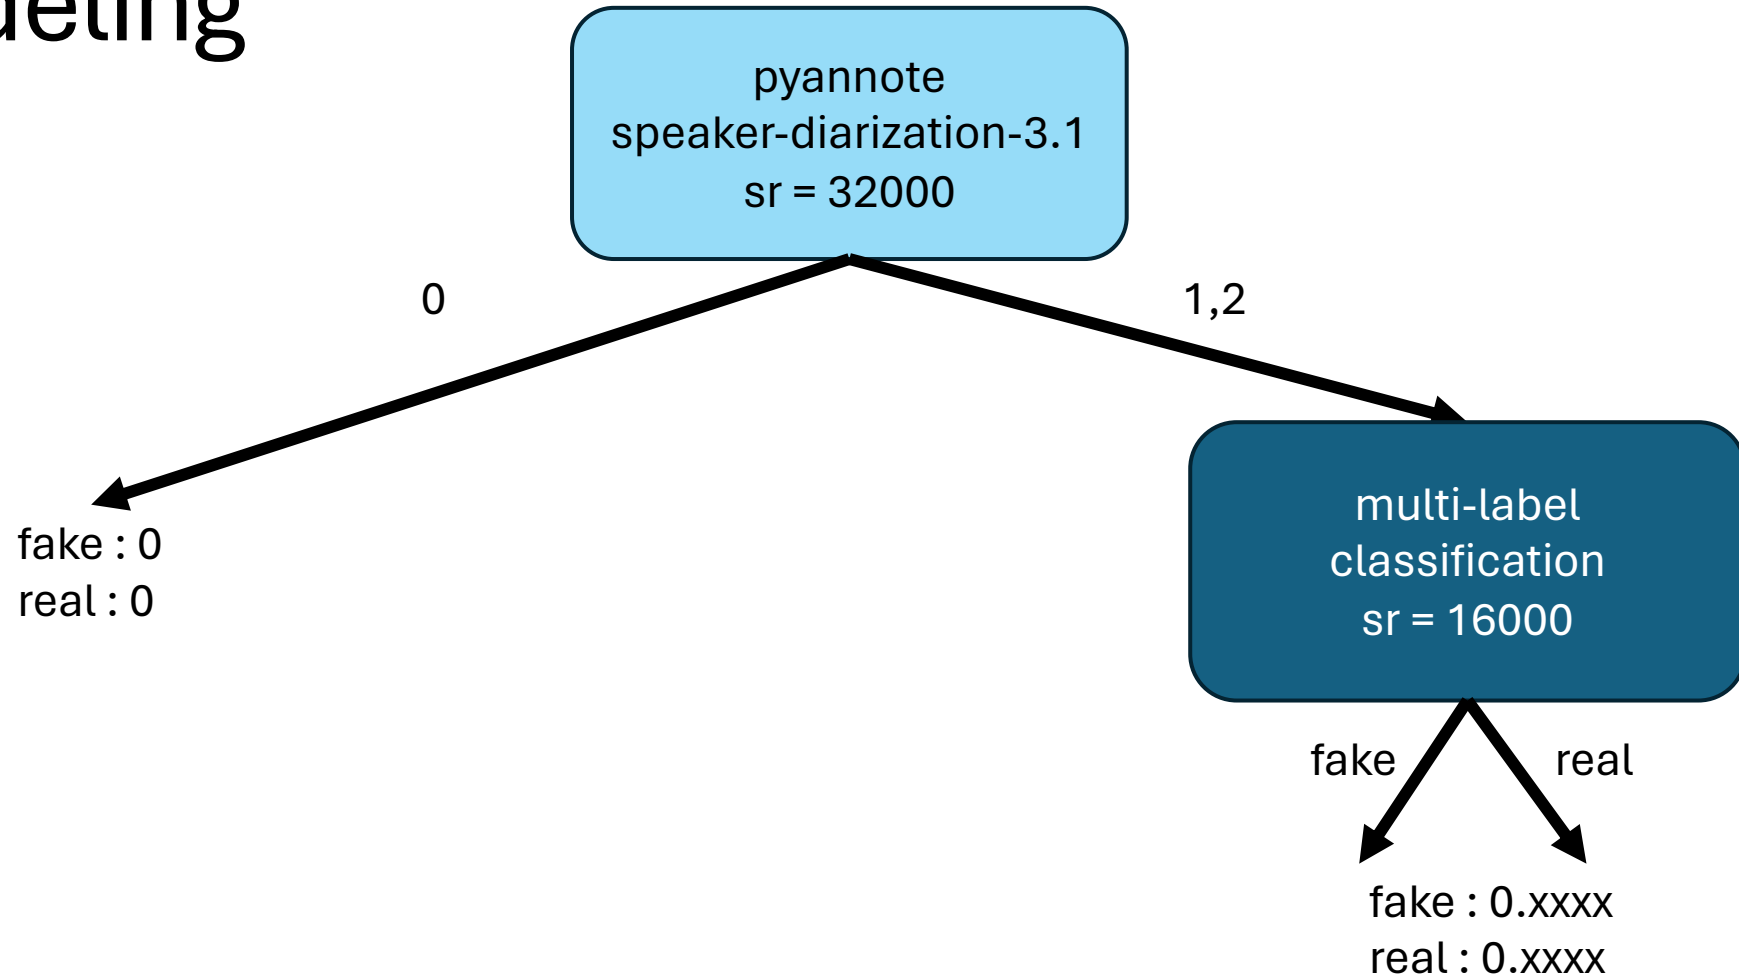 deling
pyannote
speaker-diarization-3.1
sr = 32000
0
1,2
fake : 0
real : 0
multi-label
classification
sr = 16000
fake
real
fake : 0.xxxx
real : 0.xxxx